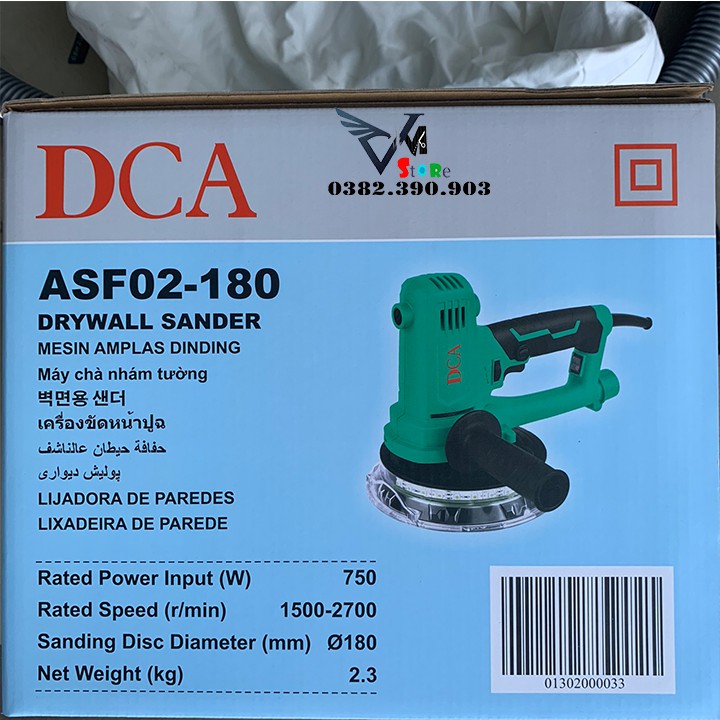 DCA
VM
Store
0382.390.903
ASF02-180
DRYWALL SANDER
MESIN AMPLAS DINDING
Máy chà nhám tường
벽면용 샌더
เครื่องขัดหน้าปูฉ
حفافة حيطان عالناشف
پولیش دیواری
LIJADORA DE PAREDES
LIXADEIRA DE PAREDE
DCA
Rated Power Input (W) 750
Rated Speed (r/min) 1500-2700
Sanding Disc Diameter (mm) Ø180
Net Weight (kg) 2.3
01302000033